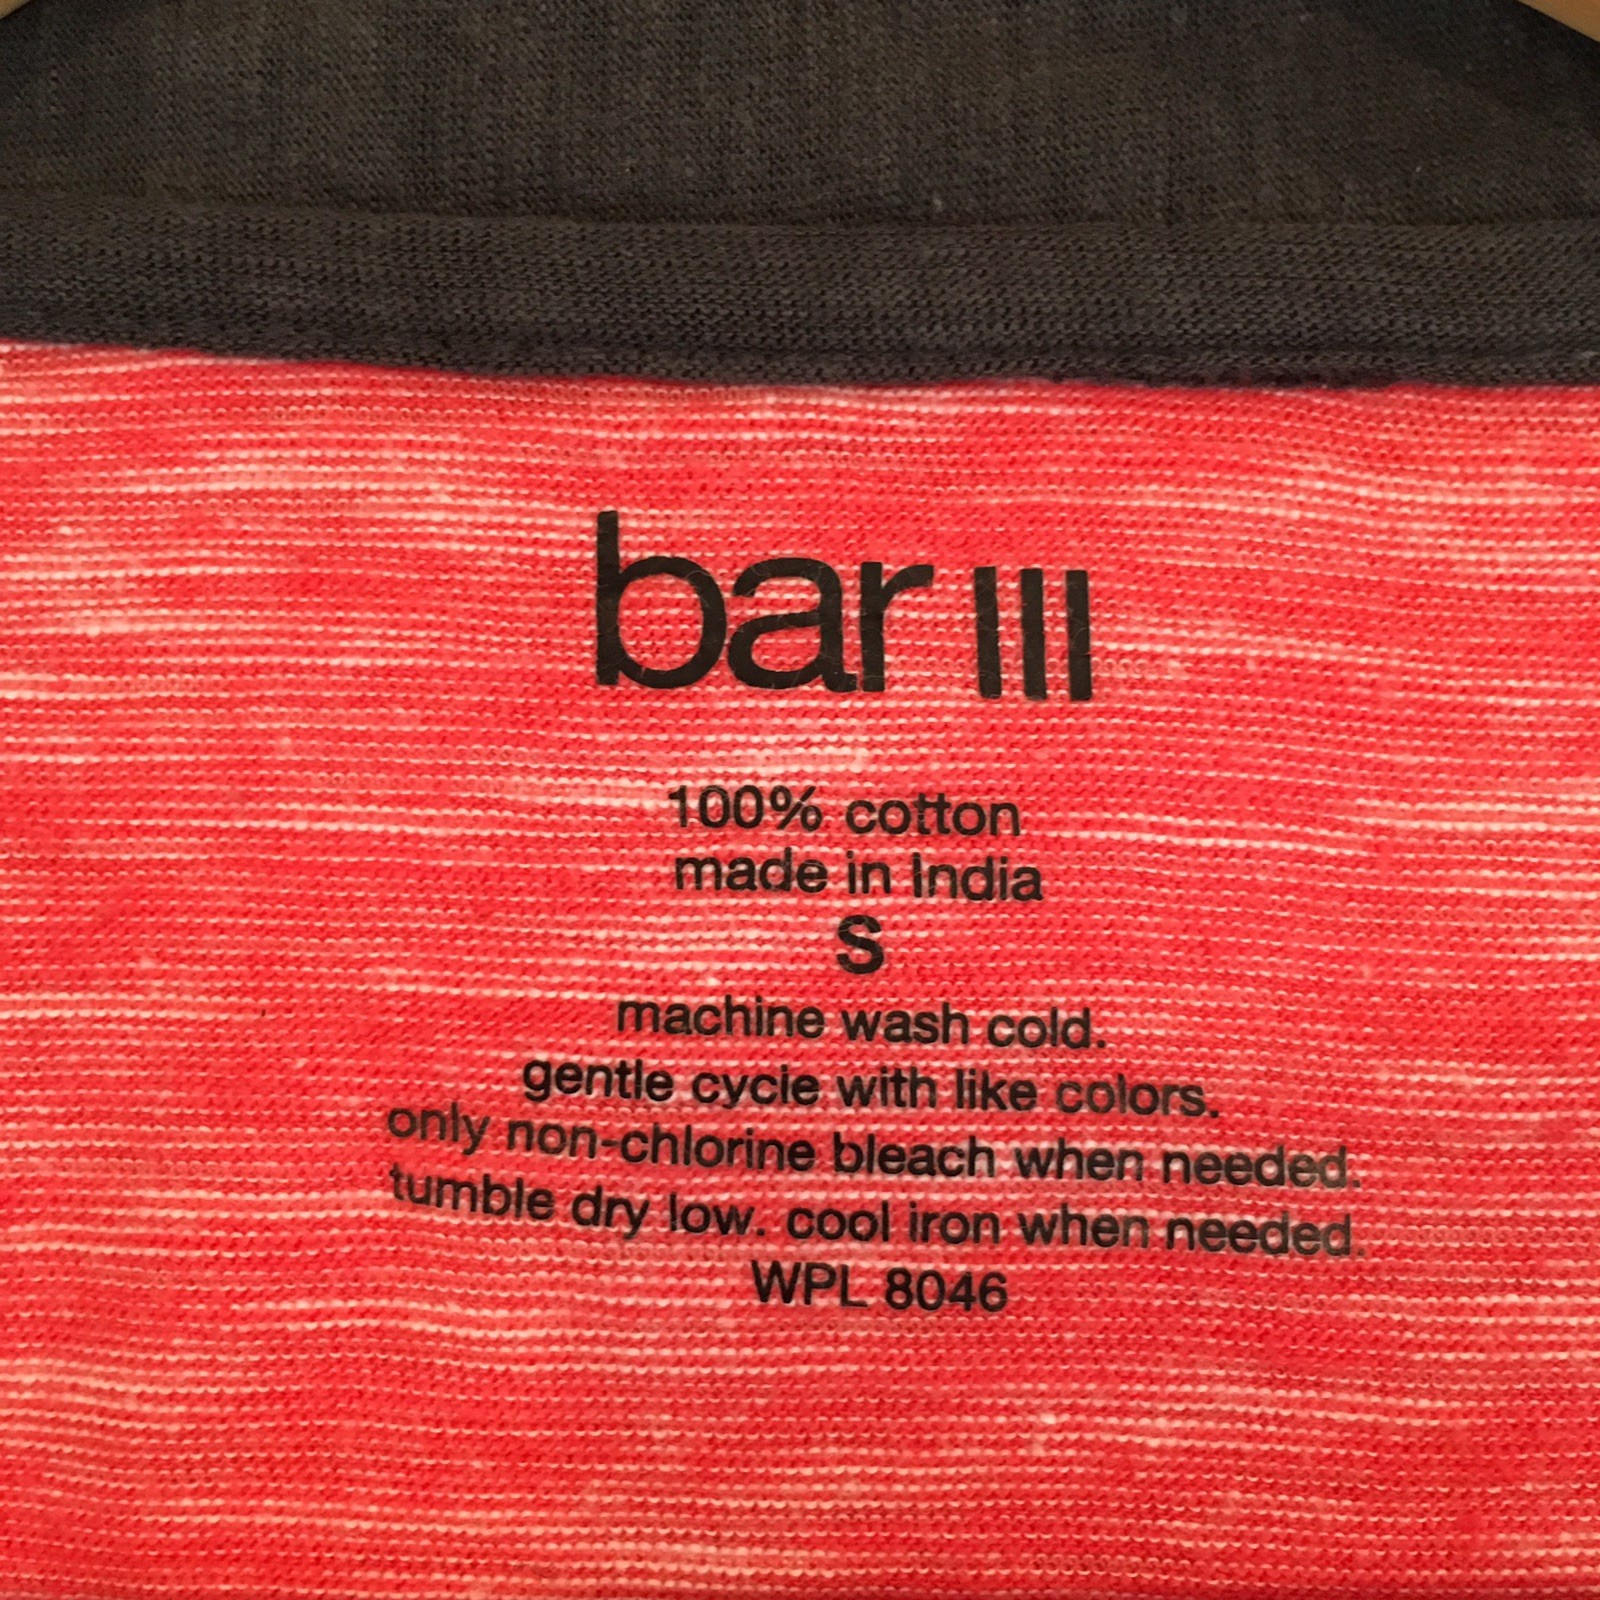 bar III
100% cotton
made in India
S
machine wash cold.
gentle cycle with like colors.
only non-chlorine bleach when needed.
tumble dry low. cool iron when needed.
WPL 8046